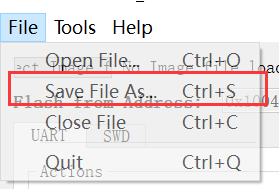 File Tools Help
Open File... Ctrl+O
Save File As... Ctrl+S
Flash from Address:
Close File Ctrl+C
UART SWD
Quit Ctrl+Q
Actions